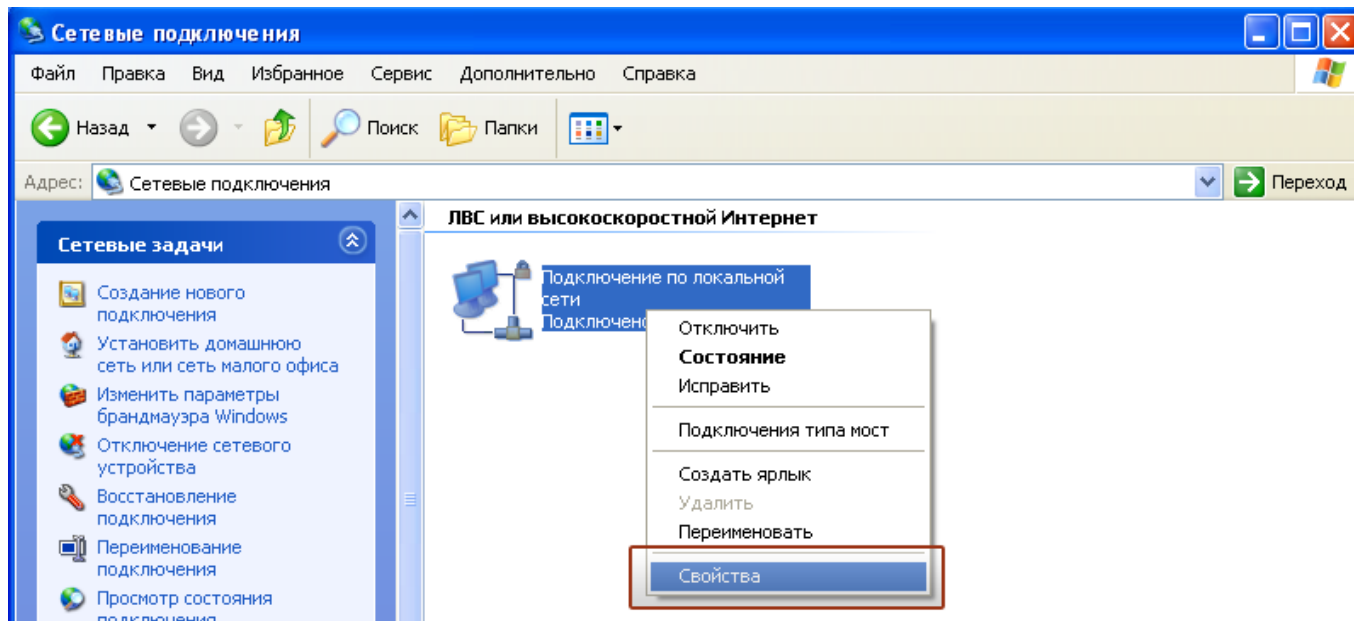 Сетевые подключения
Файл Правка Вид Избранное Сервис Дополнительно Справка
Назад Поиск Папки
Адрес: Сетевые подключения Переход
Сетевые задачи
Создание нового
подключения
Установить домашнюю
сеть или сеть малого офиса
Изменить параметры
брандмауэра Windows
Отключение сетевого
устройства
Восстановление
подключения
Переименование
подключения
Просмотр состояния
подключения
ЛВС или высокоскоростной Интернет
Подключение по локальной
сети
Подключено
Отключить
Состояние
Исправить
Подключения типа мост
Создать ярлык
Удалить
Переименовать
Свойства